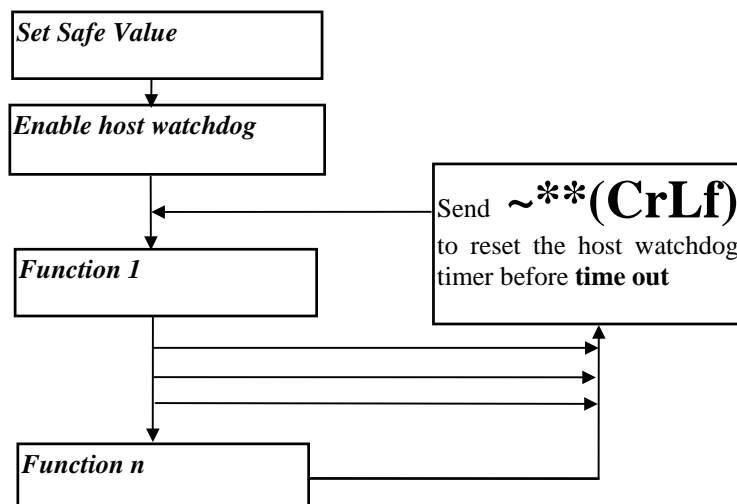 Set Safe Value
Enable host watchdog
Send ~**(CrLf)
to reset the host watchdog
timer before time out
Function 1
Function n